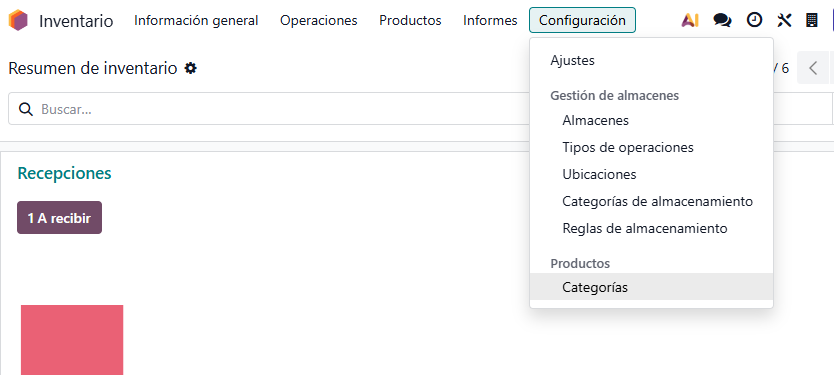 Inventario Información general Operaciones Productos Informes Configuración AI
Resumen de inventario / 6
Buscar...
Ajustes
Gestión de almacenes
Almacenes
Tipos de operaciones
Ubicaciones
Categorías de almacenamiento
Reglas de almacenamiento
Productos
Categorías
Recepciones
1 A recibir